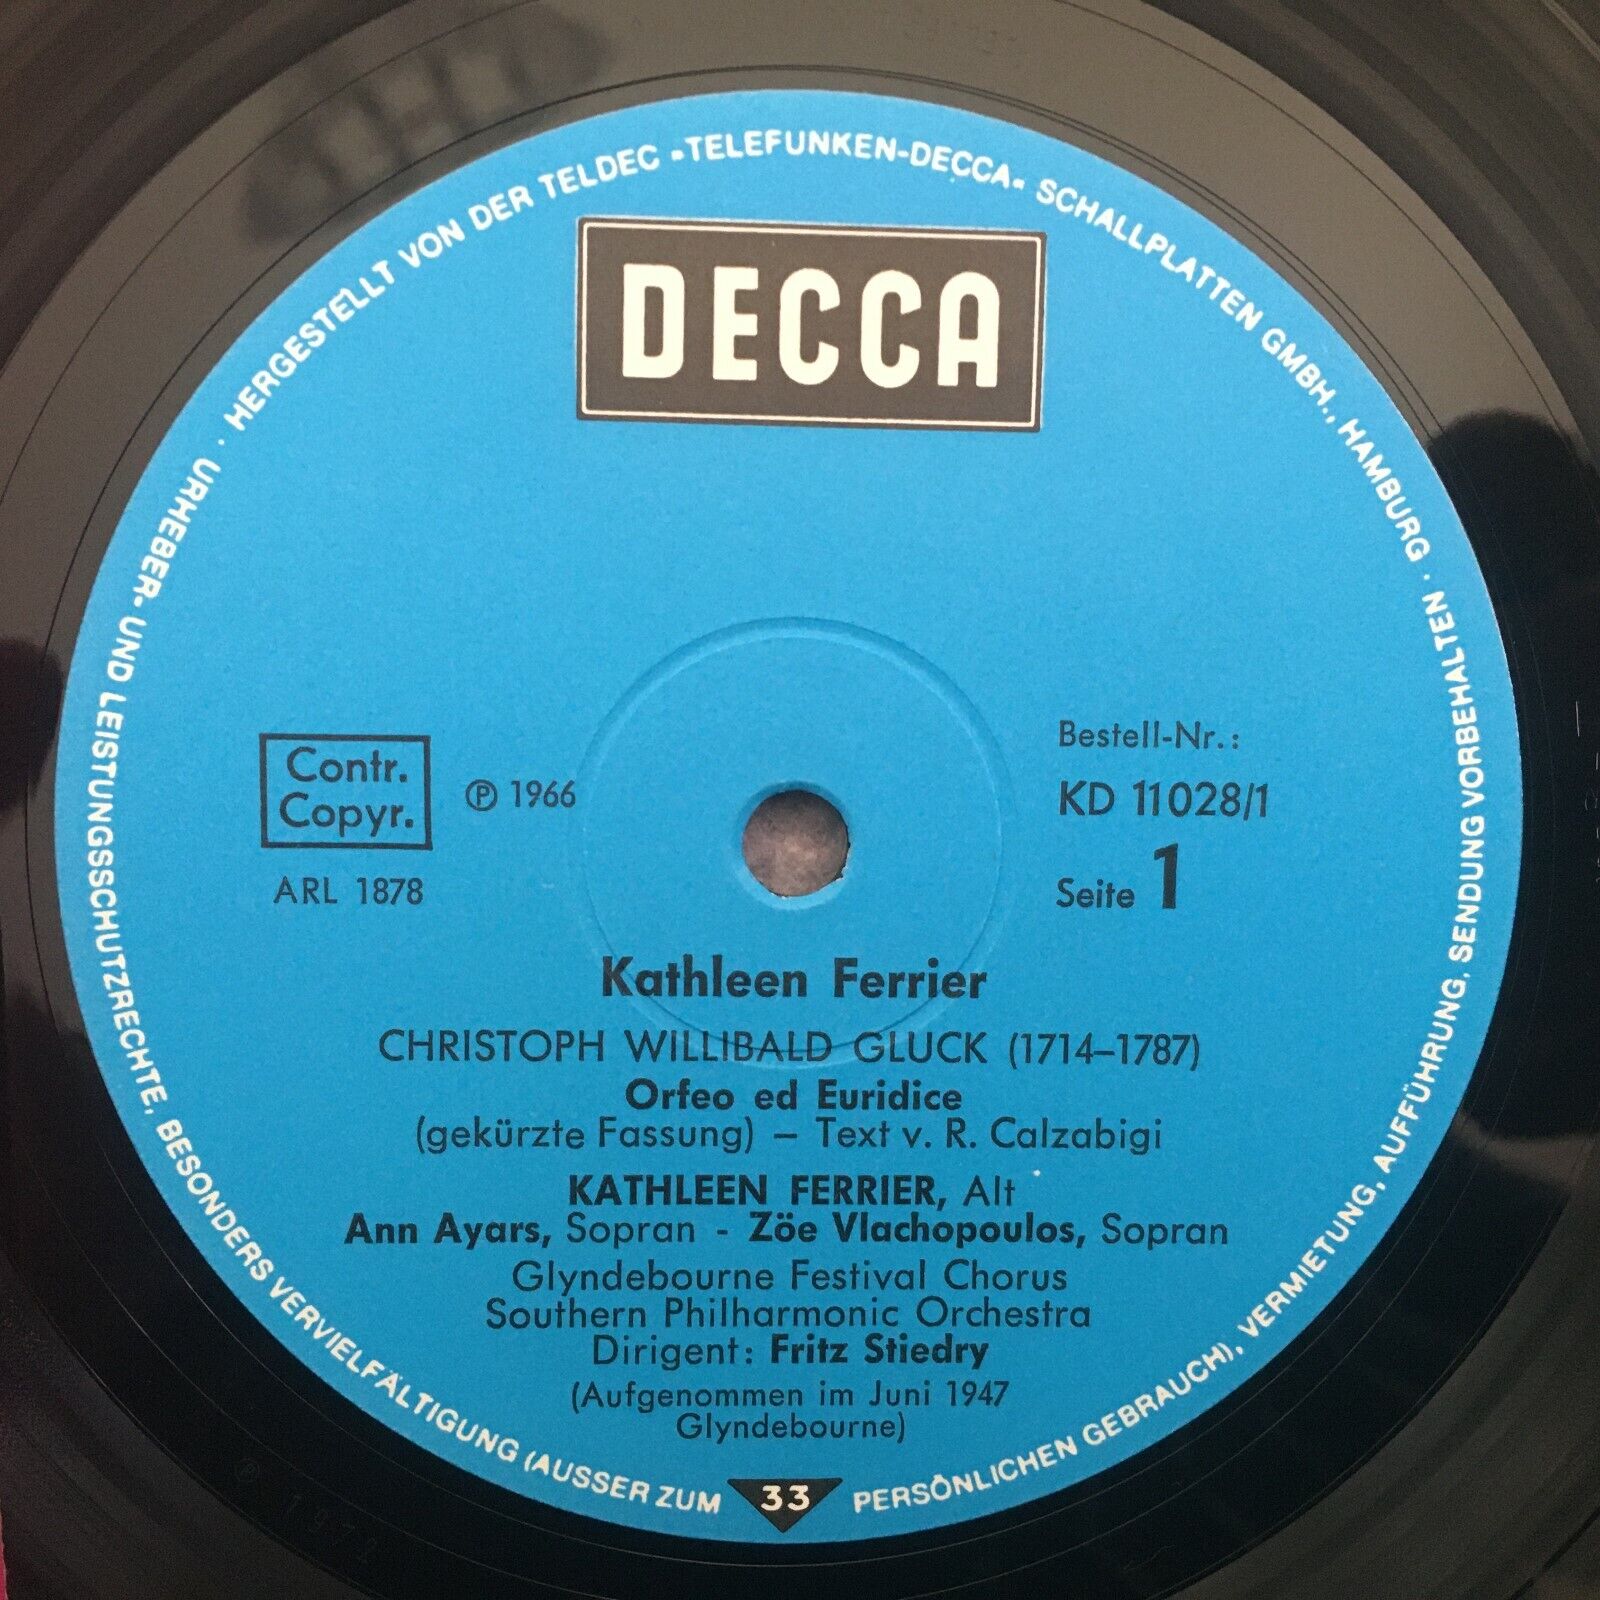 HERGESTELLT VON DER TELDEC »TELEFUNKEN-DECCA« SCHALLPLATTEN GMBH., HAMBURG · URHEBER- UND LEISTUNGSSCHUTZRECHTE, BESONDERS VERVIELFÄLTIGUNG (AUSSER ZUM PERSÖNLICHEN GEBRAUCH), VERMIETUNG, AUFFÜHRUNG, SENDUNG VORBEHALTEN ·
DECCA
Contr.
Copyr.
℗ 1966
ARL 1878
Bestell-Nr.:
KD 11028/1
Seite 1
Kathleen Ferrier
CHRISTOPH WILLIBALD GLUCK (1714–1787)
Orfeo ed Euridice
(gekürzte Fassung) – Text v. R. Calzabigi
KATHLEEN FERRIER, Alt
Ann Ayars, Sopran - Zöe Vlachopoulos, Sopran
Glyndebourne Festival Chorus
Southern Philharmonic Orchestra
Dirigent: Fritz Stiedry
(Aufgenommen im Juni 1947
Glyndebourne)
33